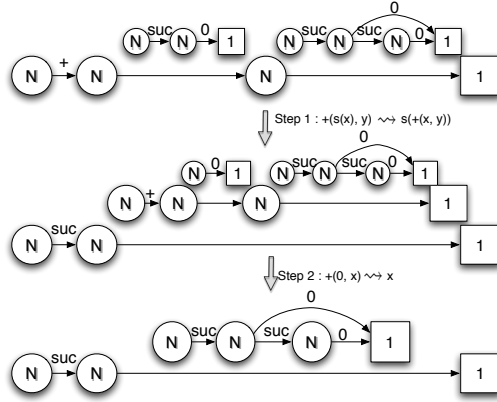 0
suc 0 suc suc 0
N N 1 N N N 1
+
N N N 1
Step 1 : +(s(x), y) ⇝ s(+(x, y))
0
0 suc suc 0
N 1 N N N 1
+
N N N 1
suc
N N 1
Step 2 : +(0, x) ⇝ x
0
suc suc 0
N N N 1
suc
N N 1